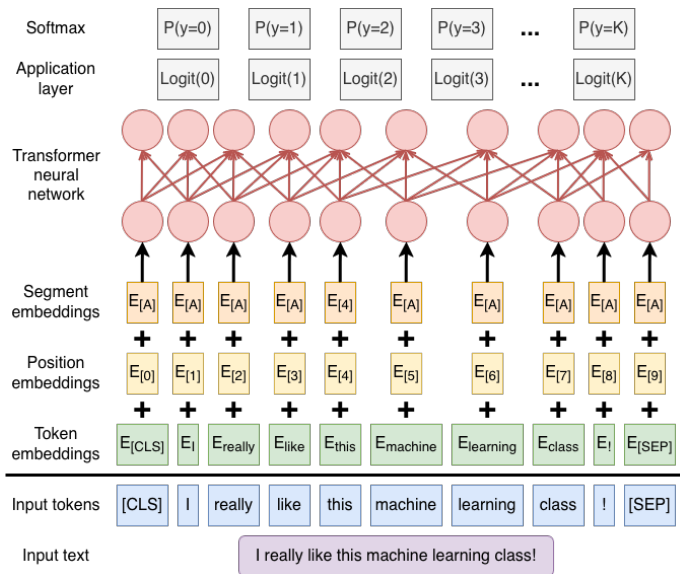 Softmax P(y=0) P(y=1) P(y=2) P(y=3) ... P(y=K)
Application
layer
Logit(0) Logit(1) Logit(2) Logit(3) ... Logit(K)
Transformer
neural
network
Segment
embeddings
E[A] E[A] E[A] E[A] E[4] E[A] E[A] E[A] E[A] E[A]
+ + + + + + + + + +
Position
embeddings
E[0] E[1] E[2] E[3] E[4] E[5] E[6] E[7] E[8] E[9]
+ + + + + + + + + +
Token
embeddings
E[CLS] EI Ereally Elike Ethis Emachine Elearning Eclass E! E[SEP]
Input tokens [CLS] I really like this machine learning class ! [SEP]
Input text I really like this machine learning class!